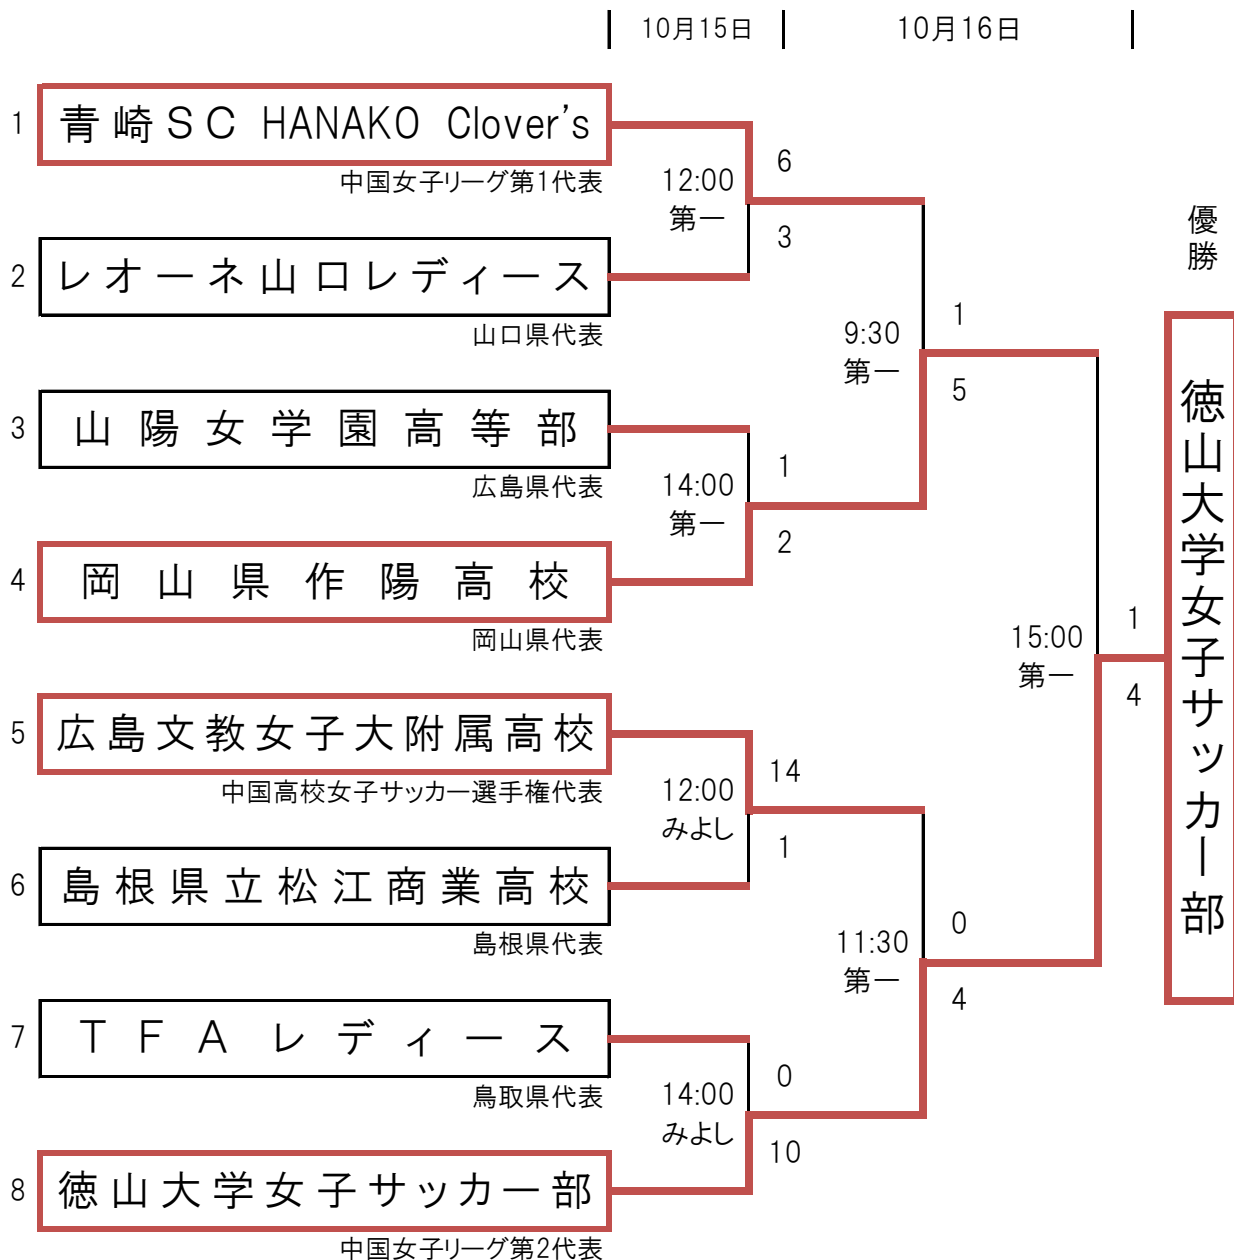 10月15日
10月16日
1
青崎SC HANAKO Clover's
中国女子リーグ第1代表
12:00
第一
6
3
2
レオーネ山口レディース
山口県代表
優勝
9:30
第一
1
5
3
山陽女学園高等部
広島県代表
14:00
第一
1
2
4
岡山県作陽高校
岡山県代表
徳山大学女子サッカー部
15:00
第一
1
4
5
広島文教女子大附属高校
中国高校女子サッカー選手権代表
12:00
みよし
14
1
6
島根県立松江商業高校
島根県代表
11:30
第一
0
4
7
TFAレディース
鳥取県代表
14:00
みよし
0
10
8
徳山大学女子サッカー部
中国女子リーグ第2代表